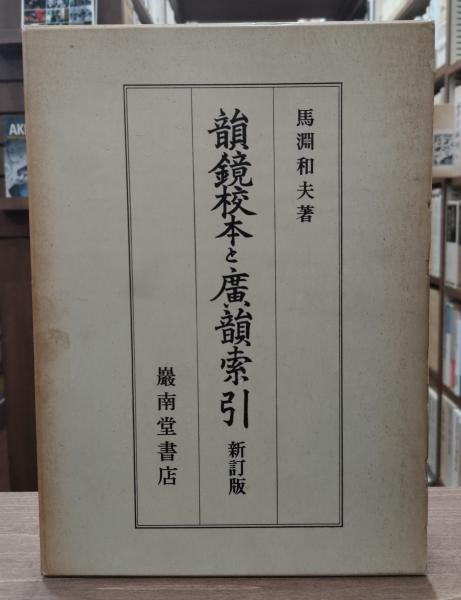 馬淵和夫著
韻鏡校本と廣韻索引 新訂版
巖南堂書店